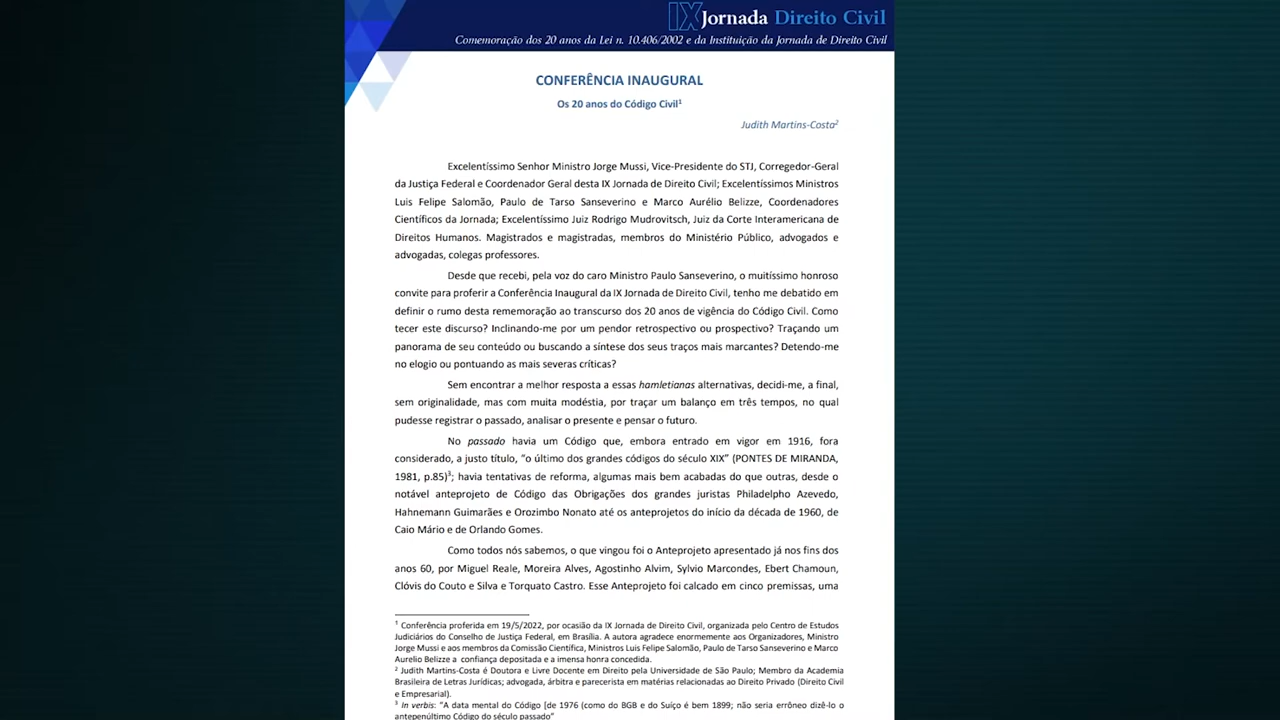 IX Jornada Direito Civil
Comemoração dos 20 anos da Lei n. 10.406/2002 e da Instituição da Jornada de Direito Civil
CONFERÊNCIA INAUGURAL
Os 20 anos do Código Civil¹
Judith Martins-Costa²
Excelentíssimo Senhor Ministro Jorge Mussi, Vice-Presidente do STJ, Corregedor-Geral
da Justiça Federal e Coordenador Geral desta IX Jornada de Direito Civil; Excelentíssimos Ministros
Luis Felipe Salomão, Paulo de Tarso Sanseverino e Marco Aurélio Belizze, Coordenadores
Científicos da Jornada; Excelentíssimo Juiz Rodrigo Mudrovitsch, Juiz da Corte Interamericana de
Direitos Humanos. Magistrados e magistradas, membros do Ministério Público, advogados e
advogadas, colegas professores.
Desde que recebi, pela voz do caro Ministro Paulo Sanseverino, o muitíssimo honroso
convite para proferir a Conferência Inaugural da IX Jornada de Direito Civil, tenho me debatido em
definir o rumo desta rememoração ao transcurso dos 20 anos de vigência do Código Civil. Como
tecer este discurso? Inclinando-me por um pendor retrospectivo ou prospectivo? Traçando um
panorama de seu conteúdo ou buscando a síntese dos seus traços mais marcantes? Detendo-me
no elogio ou pontuando as mais severas críticas?
Sem encontrar a melhor resposta a essas hamletianas alternativas, decidi-me, a final,
sem originalidade, mas com muita modéstia, por traçar um balanço em três tempos, no qual
pudesse registrar o passado, analisar o presente e pensar o futuro.
No passado havia um Código que, embora entrado em vigor em 1916, fora
considerado, a justo título, "o último dos grandes códigos do século XIX" (PONTES DE MIRANDA,
1981, p.85)³; havia tentativas de reforma, algumas mais bem acabadas do que outras, desde o
notável anteprojeto de Código das Obrigações dos grandes juristas Philadelpho Azevedo,
Hahnemann Guimarães e Orozimbo Nonato até os anteprojetos do início da década de 1960, de
Caio Mário e de Orlando Gomes.
Como todos nós sabemos, o que vingou foi o Anteprojeto apresentado já nos fins dos
anos 60, por Miguel Reale, Moreira Alves, Agostinho Alvim, Sylvio Marcondes, Ebert Chamoun,
Clóvis do Couto e Silva e Torquato Castro. Esse Anteprojeto foi calcado em cinco premissas, uma
¹ Conferência proferida em 19/5/2022, por ocasião da IX Jornada de Direito Civil, organizada pelo Centro de Estudos
Judiciários do Conselho de Justiça Federal, em Brasília. A autora agradece enormemente aos Organizadores, Ministro
Jorge Mussi e aos membros da Comissão Científica, Ministros Luis Felipe Salomão, Paulo de Tarso Sanseverino e Marco
Aurelio Belizze a confiança depositada e a imensa honra concedida.
² Judith Martins-Costa é Doutora e Livre Docente em Direito pela Universidade de São Paulo; Membro da Academia
Brasileira de Letras Jurídicas; advogada, árbitra e parecerista em matérias relacionadas ao Direito Privado (Direito Civil
e Empresarial).
³ In verbis: "A data mental do Código [de 1976 (como do BGB e do Suíço é bem 1899; não seria errôneo dizê-lo o
antepenúltimo Código do século passado"